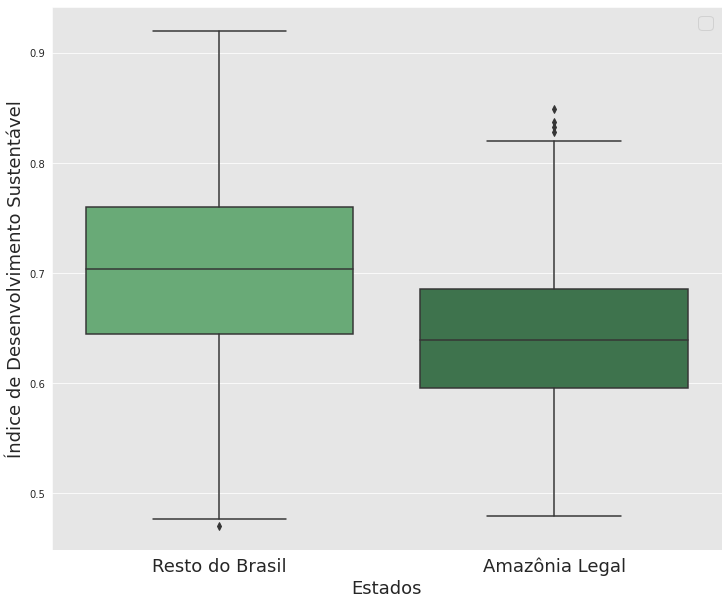 Índice de Desenvolvimento Sustentável
0.9
0.8
0.7
0.6
0.5
Resto do Brasil
Amazônia Legal
Estados